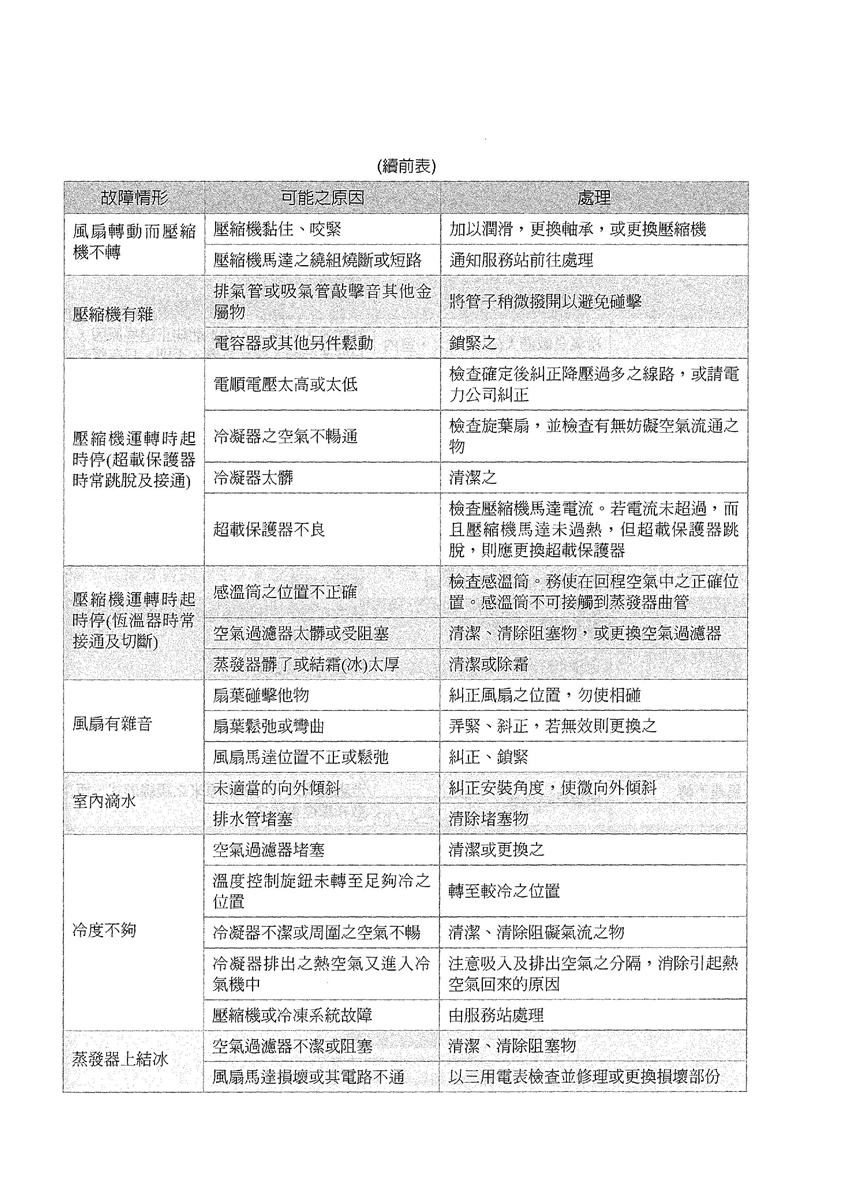 (續前表)
故障情形 可能之原因 處理
風扇轉動而壓縮
機不轉
壓縮機黏住、咬緊
加以潤滑，更換軸承，或更換壓縮機
壓縮機馬達之繞組燒斷或短路
通知服務站前往處理
壓縮機有雜
排氣管或吸氣管敲擊音其他金
屬物
將管子稍微撥開以避免碰擊
電容器或其他另件鬆動
鎖緊之
壓縮機運轉時起
時停(超載保護器
時常跳脫及接通)
電順電壓太高或太低
檢查確定後糾正降壓過多之線路，或請電
力公司糾正
冷凝器之空氣不暢通
檢查旋葉扇，並檢查有無妨礙空氣流通之
物
冷凝器太髒
清潔之
超載保護器不良
檢查壓縮機馬達電流。若電流未超過，而
且壓縮機馬達未過熱，但超載保護器跳
脫，則應更換超載保護器
壓縮機運轉時起
時停(恆溫器時常
接通及切斷)
感溫筒之位置不正確
檢查感溫筒。務使在回程空氣中之正確位
置。感溫筒不可接觸到蒸發器曲管
空氣過濾器太髒或受阻塞
清潔、清除阻塞物，或更換空氣過濾器
蒸發器髒了或結霜(冰)太厚
清潔或除霜
風扇有雜音
扇葉碰擊他物
糾正風扇之位置，勿使相碰
扇葉鬆弛或彎曲
弄緊、斜正，若無效則更換之
風扇馬達位置不正或鬆弛
糾正、鎖緊
室內滴水
未適當的向外傾斜
糾正安裝角度，使微向外傾斜
排水管堵塞
清除堵塞物
冷度不夠
空氣過濾器堵塞
清潔或更換之
溫度控制旋鈕未轉至足夠冷之
位置
轉至較冷之位置
冷凝器不潔或周圍之空氣不暢
清潔、清除阻礙氣流之物
冷凝器排出之熱空氣又進入冷
氣機中
注意吸入及排出空氣之分隔，消除引起熱
空氣回來的原因
壓縮機或冷凍系統故障
由服務站處理
蒸發器上結冰
空氣過濾器不潔或阻塞
清潔、清除阻塞物
風扇馬達損壞或其電路不通
以三用電表檢查並修理或更換損壞部份